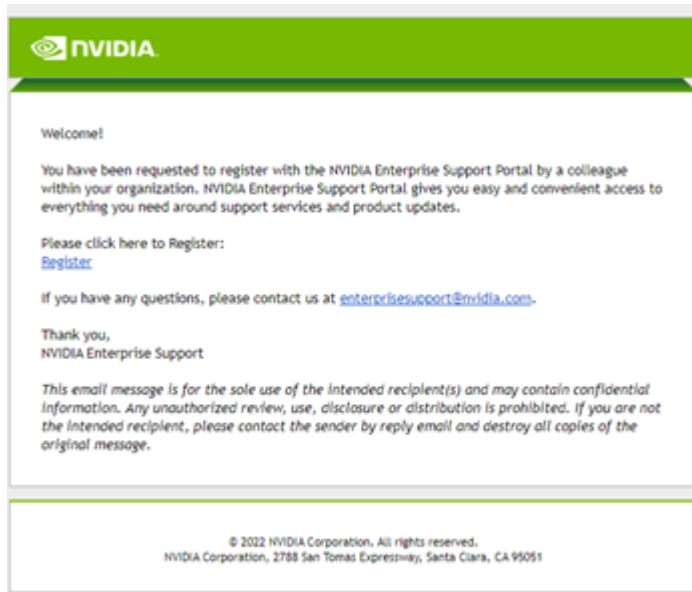 NVIDIA.
Welcome!
You have been requested to register with the NVIDIA Enterprise Support Portal by a colleague
within your organization. NVIDIA Enterprise Support Portal gives you easy and convenient access to
everything you need around support services and product updates.
Please click here to Register:
Register
If you have any questions, please contact us at enterprisesupport@nvidia.com.
Thank you,
NVIDIA Enterprise Support
This email message is for the sole use of the intended recipient(s) and may contain confidential
information. Any unauthorized review, use, disclosure or distribution is prohibited. If you are not
the intended recipient, please contact the sender by reply email and destroy all copies of the
original message.
© 2022 NVIDIA Corporation. All rights reserved.
NVIDIA Corporation, 2788 San Tomas Expressway, Santa Clara, CA 95051